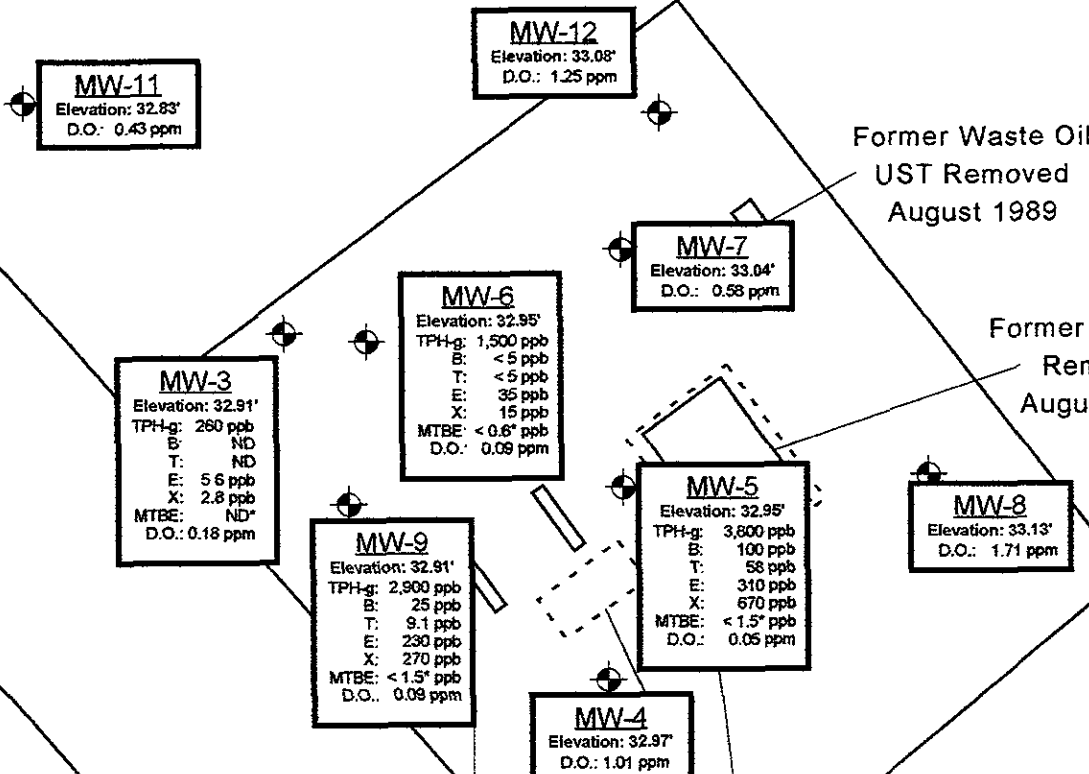 MW-12
Elevation: 33.08'
D.O.: 1.25 ppm
MW-11
Elevation: 32.83'
D.O.: 0.43 ppm
Former Waste Oil
UST Removed
August 1989
MW-7
Elevation: 33.04'
D.O.: 0.58 ppm
MW-6
Elevation: 32.95'
TPH-g: 1,500 ppb
B: < 5 ppb
T: < 5 ppb
E: 35 ppb
X: 15 ppb
MTBE: < 0.6* ppb
D.O.: 0.09 ppm
Former
Ren
Augu
MW-3
Elevation: 32.91'
TPH-g: 260 ppb
B: ND
T: ND
E: 5 6 ppb
X: 2.8 ppb
MTBE: ND*
D.O.: 0.18 ppm
MW-5
Elevation: 32.95'
TPH-g: 3,800 ppb
B: 100 ppb
T: 58 ppb
E: 310 ppb
X: 670 ppb
MTBE: < 1.5* ppb
D.O.: 0.05 ppm
MW-8
Elevation: 33.13'
D.O.: 1.71 ppm
MW-9
Elevation: 32.91'
TPH-g: 2,900 ppb
B: 25 ppb
T: 9.1 ppb
E: 230 ppb
X: 270 ppb
MTBE: < 1.5* ppb
D.O.. 0.09 ppm
MW-4
Elevation: 32.97'
D.O.: 1.01 ppm